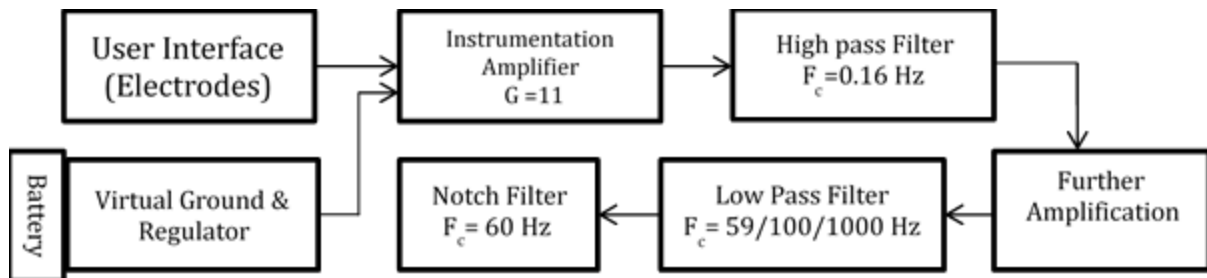 User Interface
(Electrodes)
Instrumentation
Amplifier
G =11
High pass Filter
Fc=0.16 Hz
Battery
Virtual Ground &
Regulator
Notch Filter
Fc= 60 Hz
Low Pass Filter
Fc= 59/100/1000 Hz
Further
Amplification